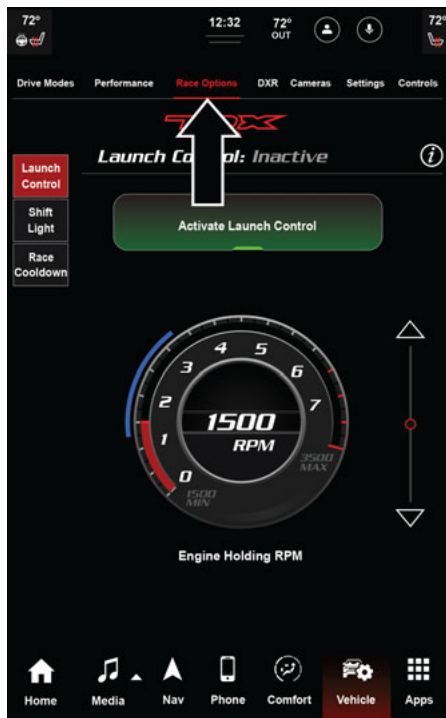 72°
12:32
72°
OUT
72°
Drive Modes Performance Race Options DXR Cameras Settings Controls
Launch Control: Inactive
i
Launch
Control
Shift
Light
Race
Cooldown
Activate Launch Control
0
1
2
3
4
5
6
7
1500
RPM
1500
MIN
3500
MAX
Engine Holding RPM
Home Media Nav Phone Comfort Vehicle Apps